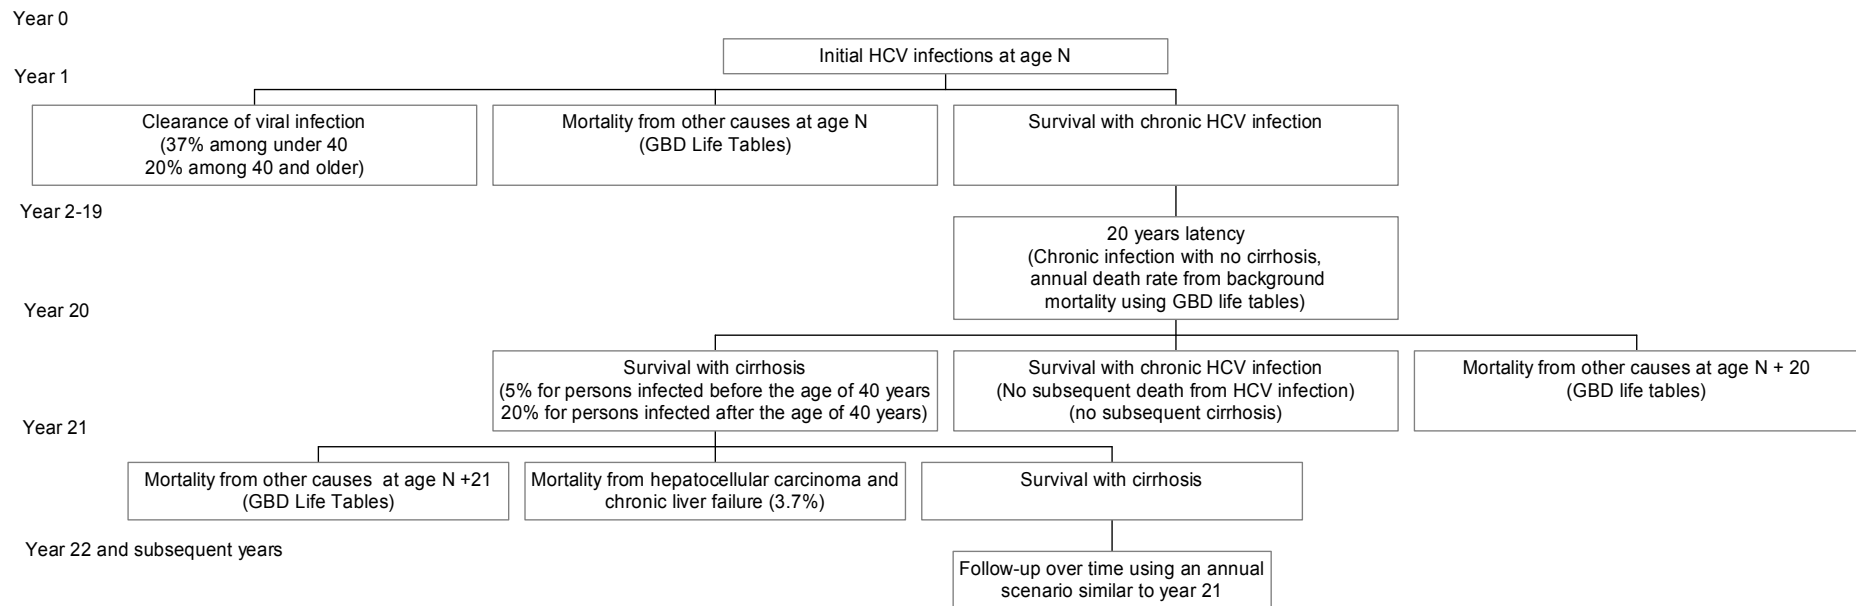 Year 0
Initial HCV infections at age N
Year 1
Clearance of viral infection
(37% among under 40
20% among 40 and older)
Mortality from other causes at age N
(GBD Life Tables)
Survival with chronic HCV infection
Year 2-19
20 years latency
(Chronic infection with no cirrhosis,
annual death rate from background
mortality using GBD life tables)
Year 20
Survival with cirrhosis
(5% for persons infected before the age of 40 years
20% for persons infected after the age of 40 years)
Survival with chronic HCV infection
(No subsequent death from HCV infection)
(no subsequent cirrhosis)
Mortality from other causes at age N + 20
(GBD life tables)
Year 21
Mortality from other causes  at age N +21
(GBD Life Tables)
Mortality from hepatocellular carcinoma and
chronic liver failure (3.7%)
Survival with cirrhosis
Year 22 and subsequent years
Follow-up over time using an annual
scenario similar to year 21